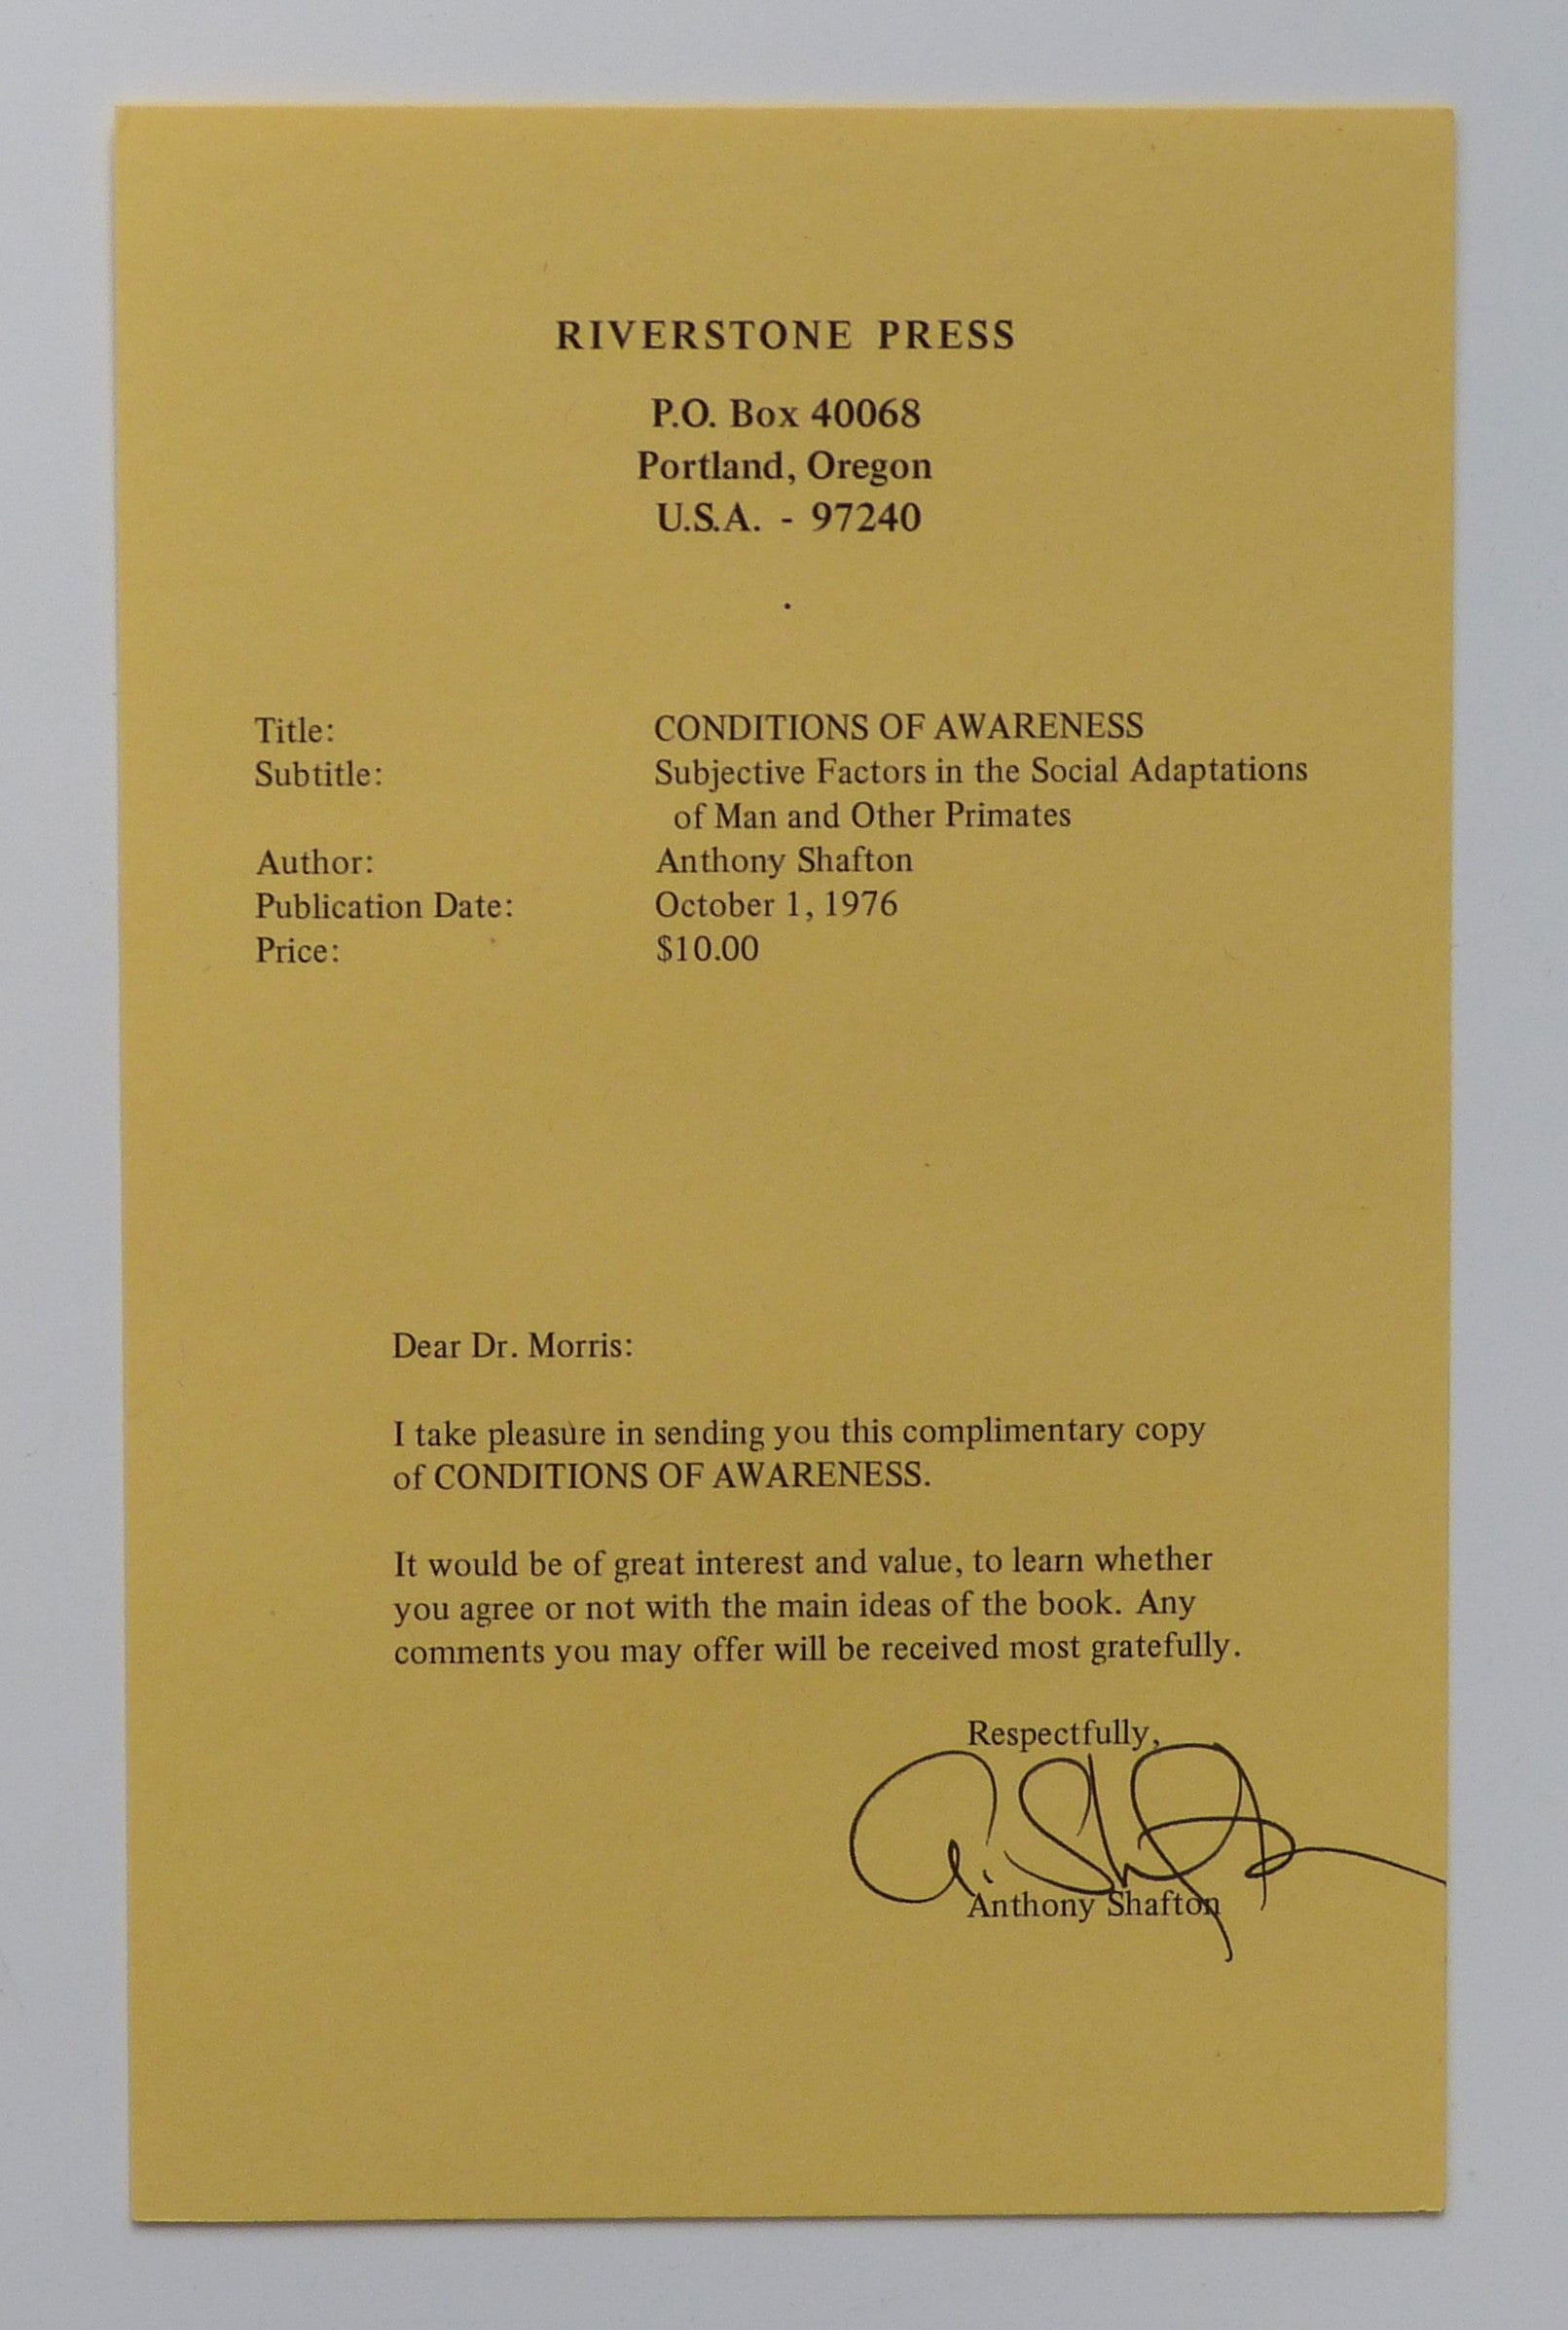 RIVERSTONE PRESS
P.O. Box 40068
Portland, Oregon
U.S.A. - 97240
.
Title: CONDITIONS OF AWARENESS
Subtitle: Subjective Factors in the Social Adaptations
of Man and Other Primates
Author: Anthony Shafton
Publication Date: October 1, 1976
Price: $10.00
Dear Dr. Morris:
I take pleasure in sending you this complimentary copy
of CONDITIONS OF AWARENESS.
It would be of great interest and value, to learn whether
you agree or not with the main ideas of the book. Any
comments you may offer will be received most gratefully.
Respectfully,
A. Shafton
Anthony Shafton